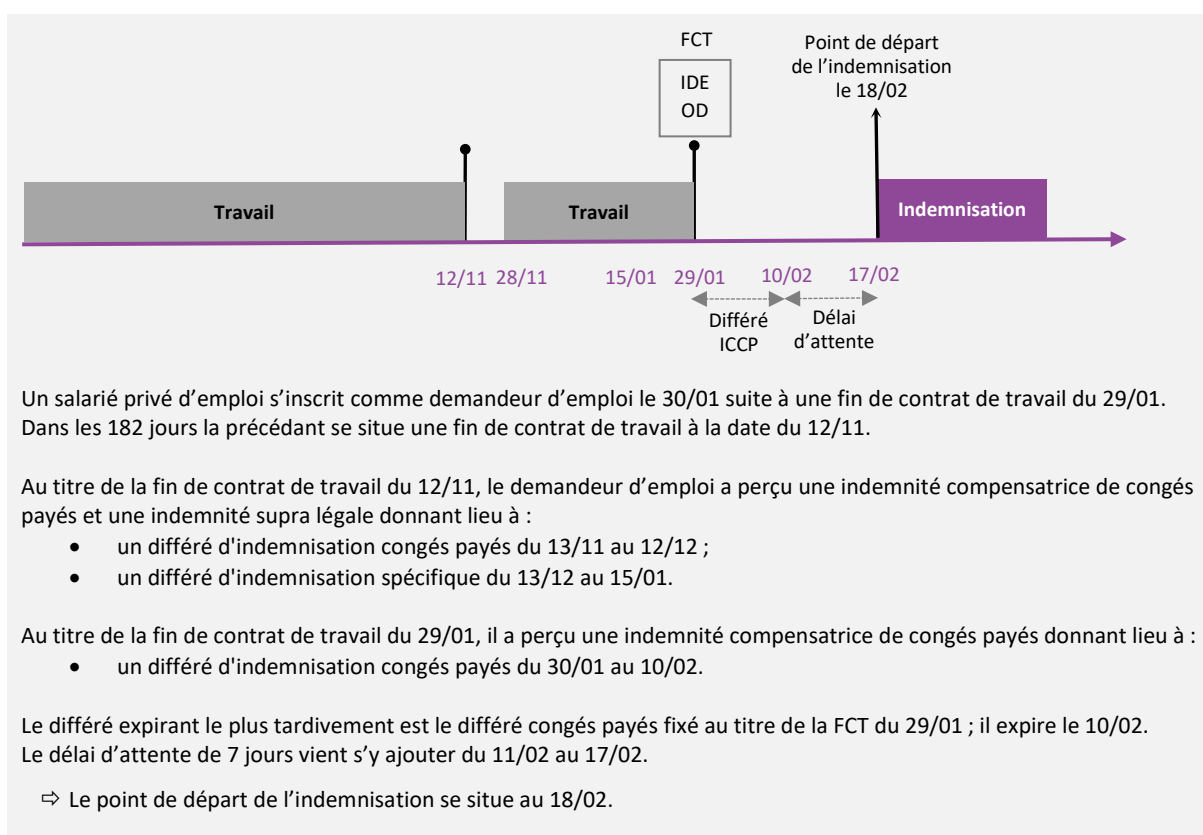 FCT
IDE
OD
Point de départ
de l’indemnisation
le 18/02
Travail
Travail
Indemnisation
12/11 28/11 15/01 29/01 10/02 17/02
Différé
ICCP
Délai
d’attente
Un salarié privé d’emploi s’inscrit comme demandeur d’emploi le 30/01 suite à une fin de contrat de travail du 29/01.
Dans les 182 jours la précédant se situe une fin de contrat de travail à la date du 12/11.
Au titre de la fin de contrat de travail du 12/11, le demandeur d’emploi a perçu une indemnité compensatrice de congés
payés et une indemnité supra légale donnant lieu à :
• un différé d'indemnisation congés payés du 13/11 au 12/12 ;
• un différé d'indemnisation spécifique du 13/12 au 15/01.
Au titre de la fin de contrat de travail du 29/01, il a perçu une indemnité compensatrice de congés payés donnant lieu à :
• un différé d'indemnisation congés payés du 30/01 au 10/02.
Le différé expirant le plus tardivement est le différé congés payés fixé au titre de la FCT du 29/01 ; il expire le 10/02.
Le délai d’attente de 7 jours vient s’y ajouter du 11/02 au 17/02.
⇨ Le point de départ de l’indemnisation se situe au 18/02.